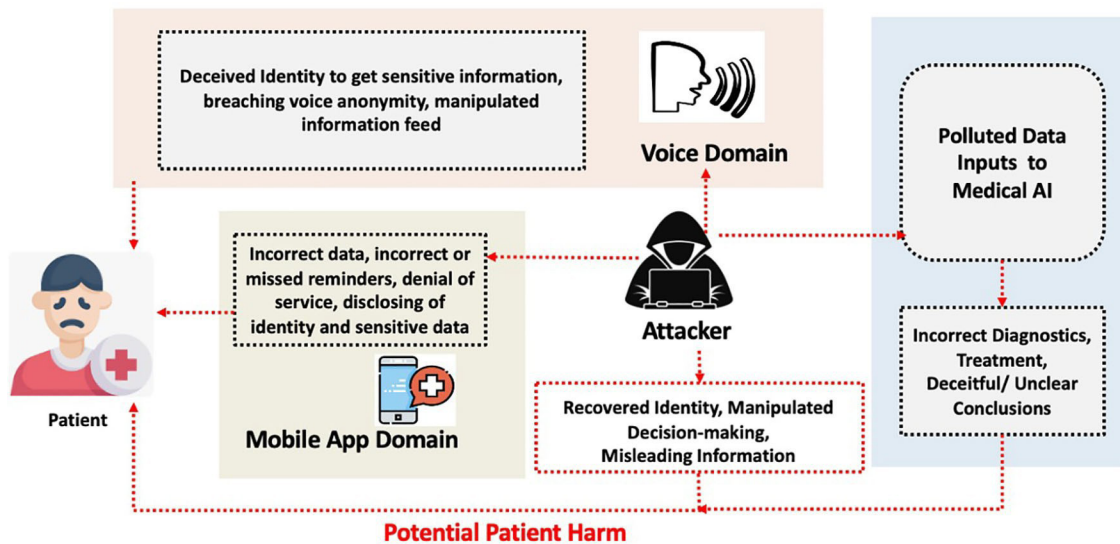 Deceived Identity to get sensitive information,
breaching voice anonymity, manipulated
information feed
Voice Domain
Polluted Data
Inputs to
Medical AI
Incorrect data, incorrect or
missed reminders, denial of
service, disclosing of
identity and sensitive data
Mobile App Domain
Patient
Attacker
Recovered Identity, Manipulated
Decision-making,
Misleading Information
Incorrect Diagnostics,
Treatment,
Deceitful/ Unclear
Conclusions
Potential Patient Harm